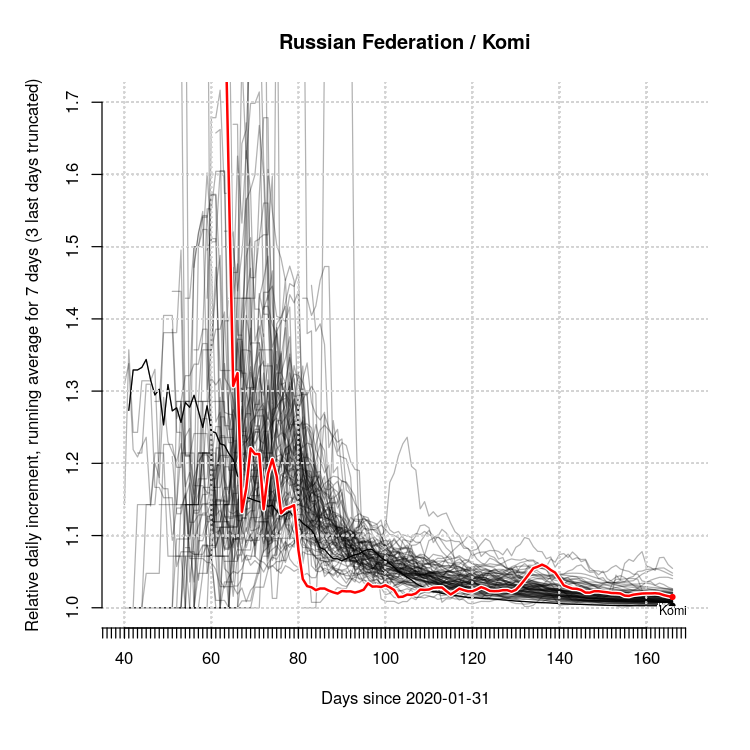 Russian Federation / Komi
Relative daily increment, running average for 7 days (3 last days truncated)
1.7
1.6
1.5
1.4
1.3
1.2
1.1
1.0
Komi
40 60 80 100 120 140 160
Days since 2020-01-31